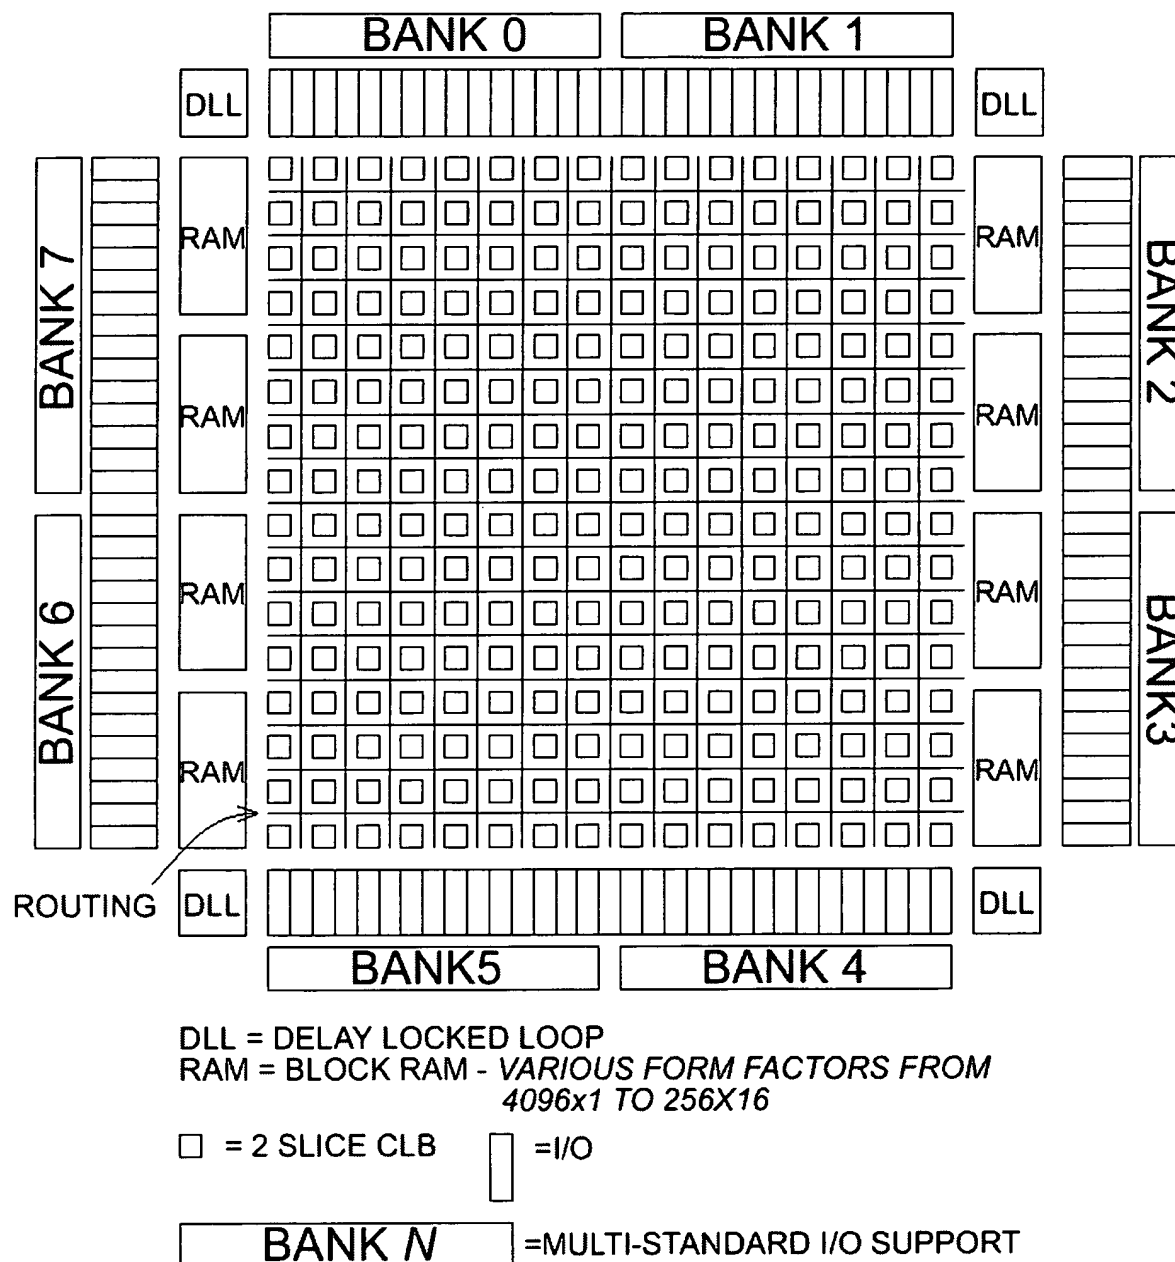 BANK 0
BANK 1
DLL
DLL
BANK 7
RAM
RAM
BANK 2
RAM
RAM
BANK 6
RAM
RAM
BANK3
RAM
RAM
ROUTING
DLL
DLL
BANK5
BANK 4
DLL = DELAY LOCKED LOOP
RAM = BLOCK RAM - VARIOUS FORM FACTORS FROM
4096x1 TO 256X16
= 2 SLICE CLB
=I/O
BANK N
=MULTI-STANDARD I/O SUPPORT